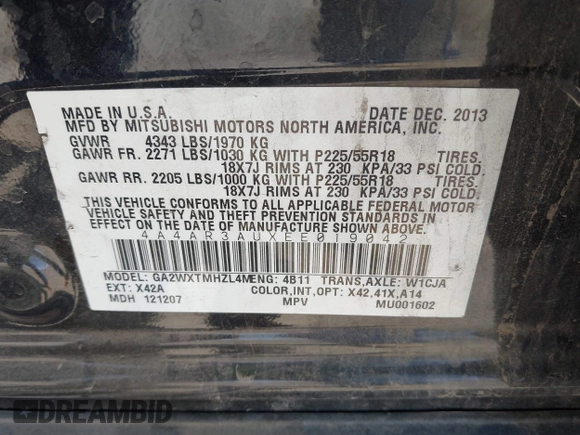 MADE IN U.S.A. DATE DEC. 2013
MFD BY MITSUBISHI MOTORS NORTH AMERICA, INC.
GVWR 4343 LBS/1970 KG
GAWR FR. 2271 LBS/1030 KG WITH P225/55R18 TIRES.
18X7J RIMS AT 230 KPA/33 PSI COLD.
GAWR RR. 2205 LBS/1000 KG WITH P225/55R18 TIRES.
18X7J RIMS AT 230 KPA/33 PSI COLD.
THIS VEHICLE CONFORMS TO ALL APPLICABLE FEDERAL MOTOR
VEHICLE SAFETY AND THEFT PREVENTION STANDARDS IN
EFFECT ON THE DATE OF MANUFACTURE SHOWN ABOVE.
4A4AR3AUXEE019042
MODEL: GA2WXTMHZL4M ENG: 4B11 TRANS,AXLE: W1CJA
EXT: X42A COLOR,INT,OPT: X42,41X,A14
MDH 121207 MPV MU001602
DREAMBID